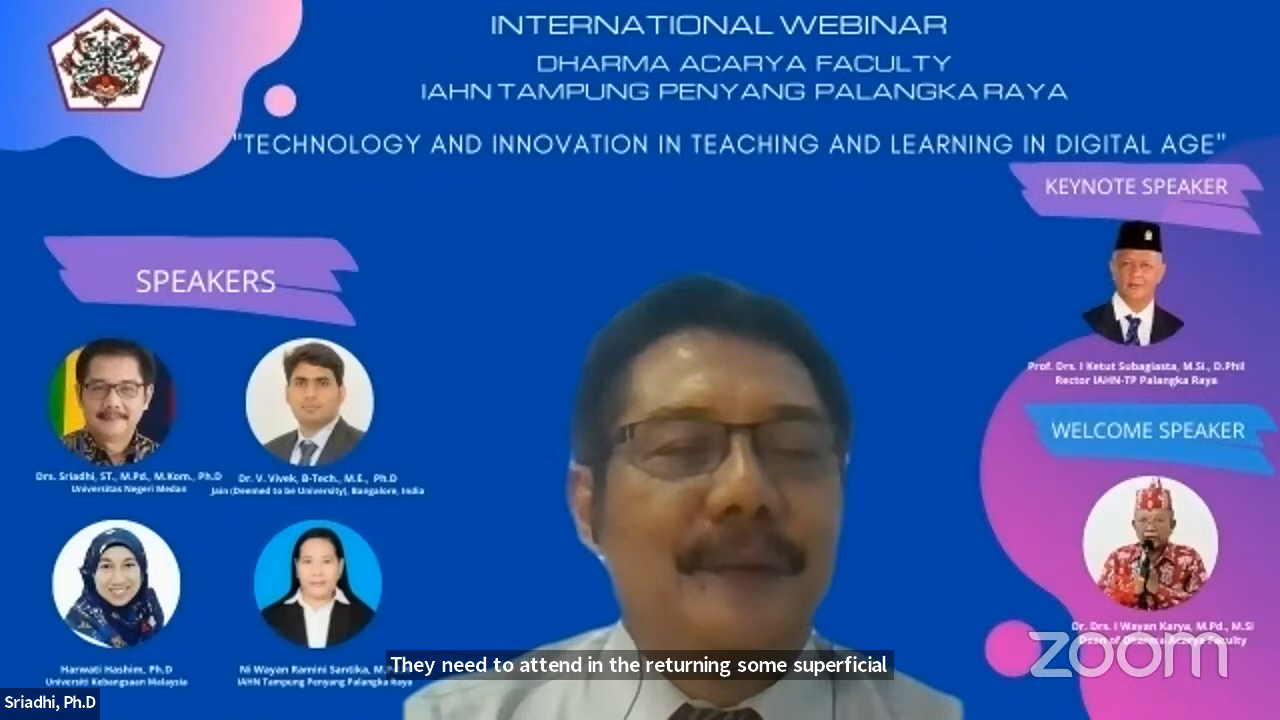 INTERNATIONAL WEBINAR
DHARMA ACARYA FACULTY
IAHN TAMPUNG PENYANG PALANGKA RAYA
"TECHNOLOGY AND INNOVATION IN TEACHING AND LEARNING IN DIGITAL AGE"
KEYNOTE SPEAKER
Prof. Drs. I Ketut Subagiasta, M.Si., D.Phil
Rector IAHN-TP Palangka Raya
SPEAKERS
WELCOME SPEAKER
Drs. Sriadhi, ST., M.Pd., M.Kom., Ph.D
Universitas Negeri Medan
Dr. V. Vivek, B-Tech., M.E., Ph.D
Jain (Deemed to be University), Bangalore, India
Harwati Hashim, Ph.D
Universiti Kebangsaan Malaysia
Ni Wayan Ramini Santika,
IAHN Tampung Penyang Palangka Raya
Dr. Drs. I Wayan Karya, M.Pd., M.Si
Dean of Dharma Acarya Faculty
They need to attend in the returning some superficial
Sriadhi, Ph.D
zoom